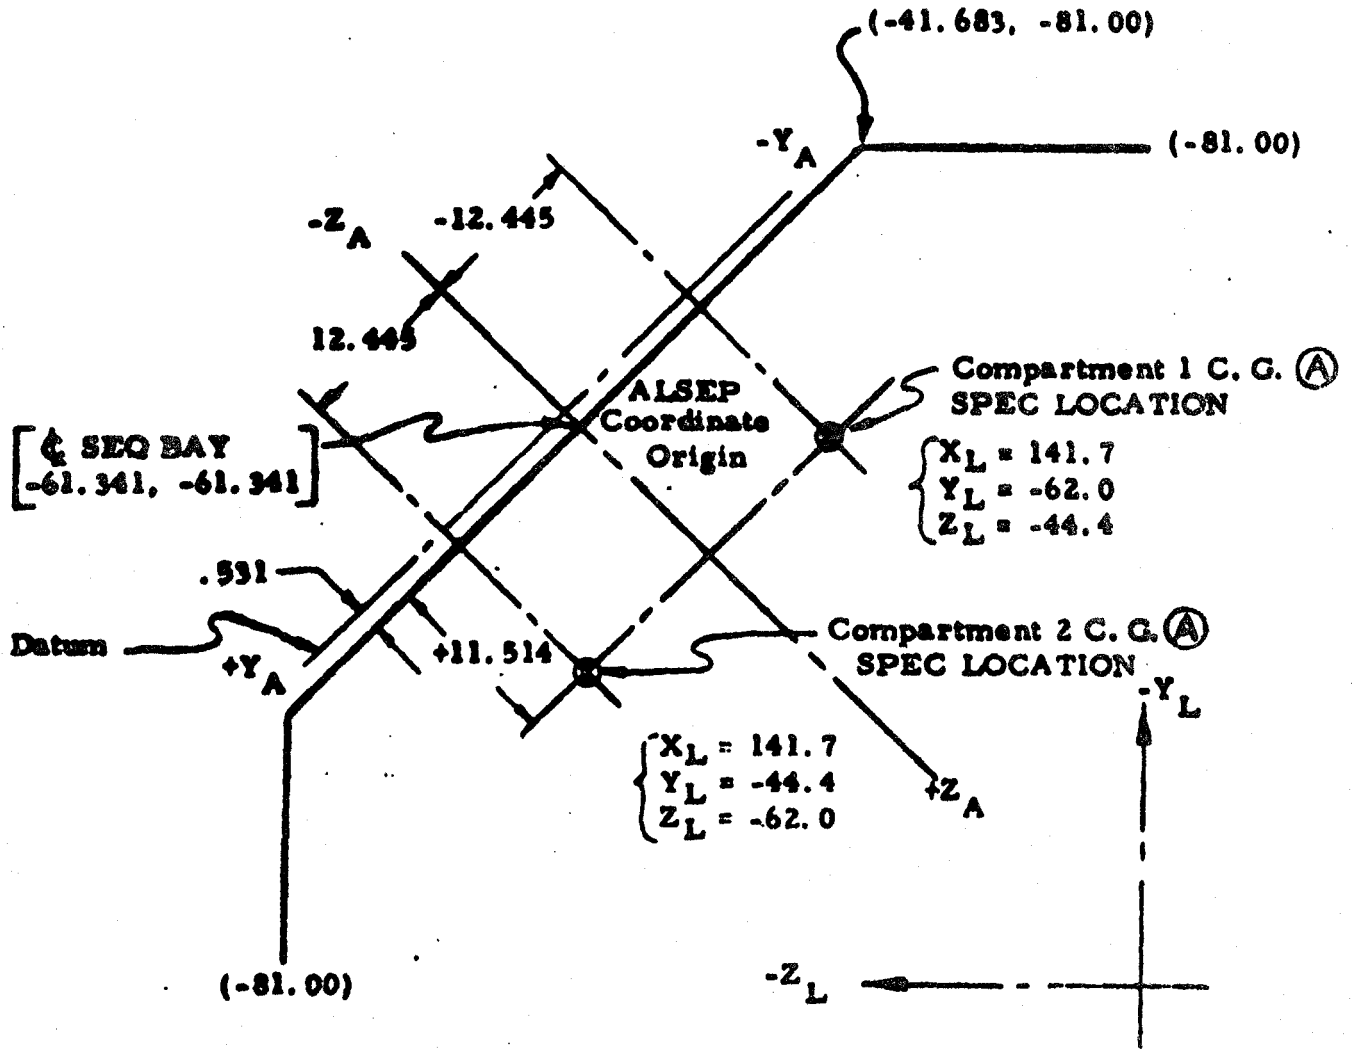 (-41.683, -81.00)
-Y A
(-81.00)
-12.445
-Z A
12.445
Compartment 1 C. G. Ⓐ
SPEC LOCATION
X L = 141.7
Y L = -62.0
Z L = -44.4
ALSEP
Coordinate
Origin
℄ SEQ BAY
-61.341, -61.341
.531
Datum
+Y A
+11.514
Compartment 2 C. G. Ⓐ
SPEC LOCATION
X L = 141.7
Y L = -44.4
Z L = -62.0
-Y L
+Z A
-Z L
(-81.00)